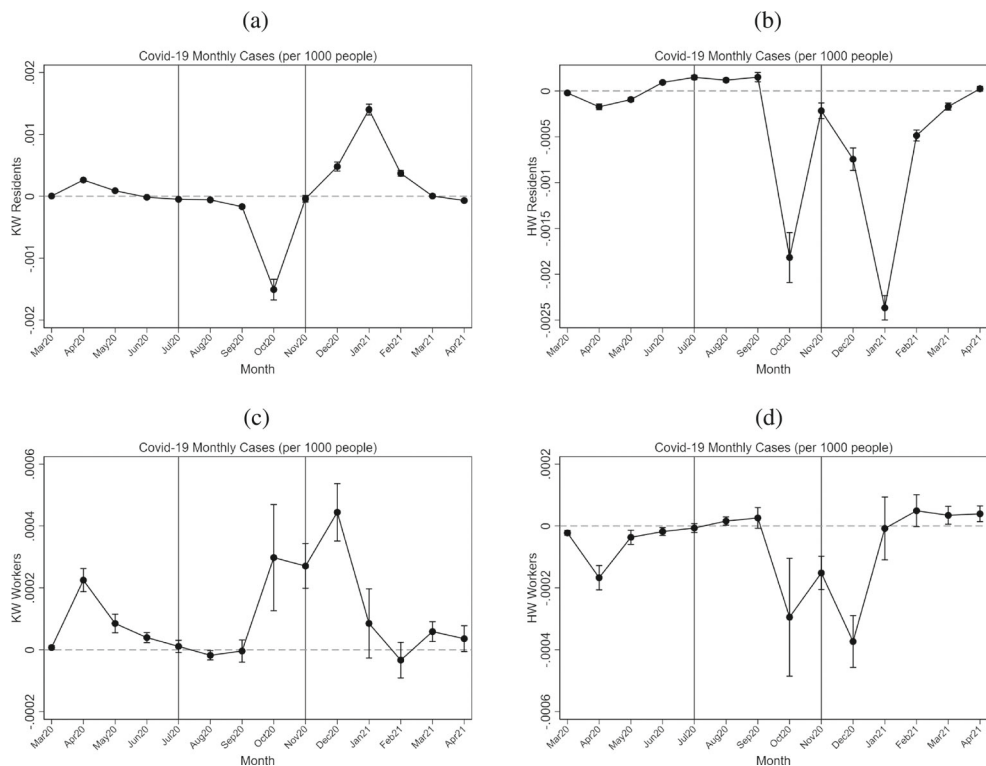 (a)
Covid-19 Monthly Cases (per 1000 people)
KW Residents
.002
.001
0
-.001
-.002
Mar20 Apr20 May20 Jun20 Jul20 Aug20 Sep20 Oct20 Nov20 Dec20 Jan21 Feb21 Mar21 Apr21
Month
(b)
Covid-19 Monthly Cases (per 1000 people)
HW Residents
0
-.0005
-.001
-.0015
-.002
-.0025
Mar20 Apr20 May20 Jun20 Jul20 Aug20 Sep20 Oct20 Nov20 Dec20 Jan21 Feb21 Mar21 Apr21
Month
(c)
Covid-19 Monthly Cases (per 1000 people)
KW Workers
.0006
.0004
.0002
0
-.0002
Mar20 Apr20 May20 Jun20 Jul20 Aug20 Sep20 Oct20 Nov20 Dec20 Jan21 Feb21 Mar21 Apr21
Month
(d)
Covid-19 Monthly Cases (per 1000 people)
HW Workers
.0002
0
-.0002
-.0004
-.0006
Mar20 Apr20 May20 Jun20 Jul20 Aug20 Sep20 Oct20 Nov20 Dec20 Jan21 Feb21 Mar21 Apr21
Month